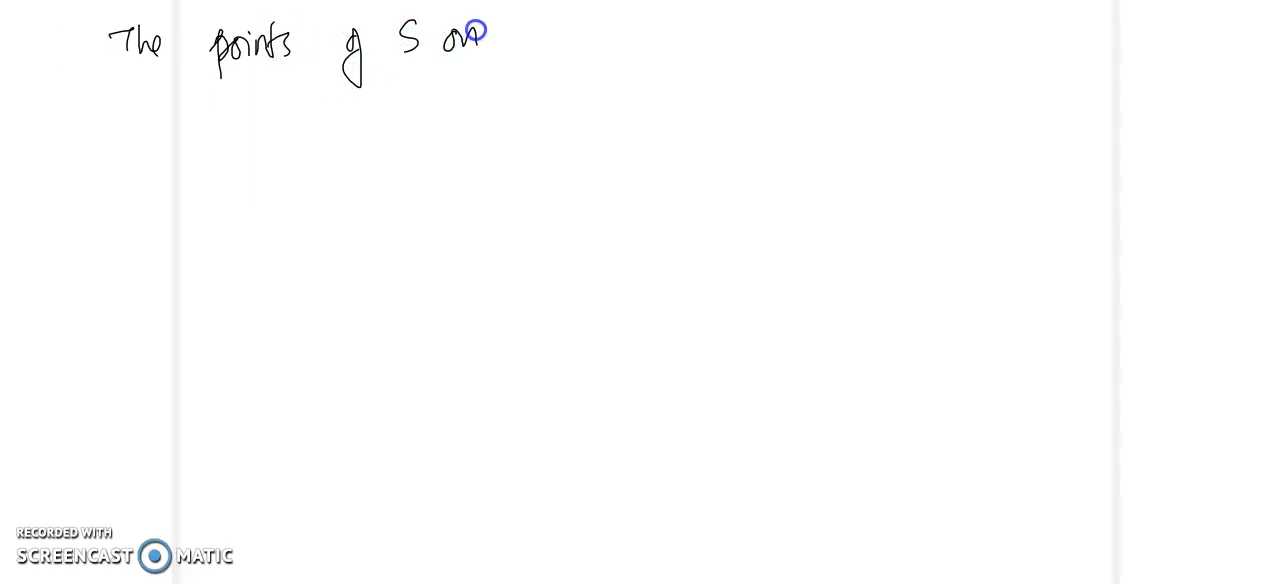 The points of S on
RECORDED WITH
SCREENCAST MATIC